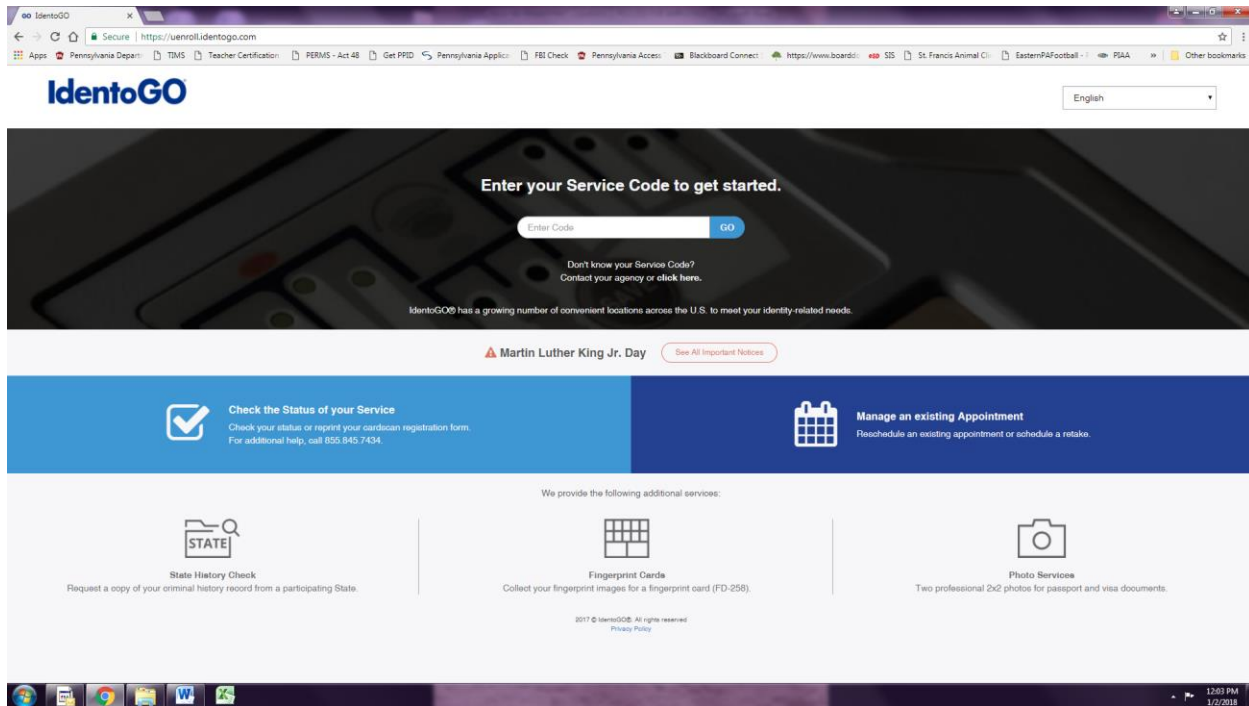 IdentoGO
Secure | https://uenroll.identogo.com
Apps Pennsylvania Depart TIMS Teacher Certification PERMS - Act 48 Get PPID Pennsylvania Applica FBI Check Pennsylvania Access Blackboard Connect https://www.boarddo SIS St. Francis Animal Cli EasternPAFootball - PIAA » Other bookmarks
IdentoGO
English
Enter your Service Code to get started.
Enter Code GO
Don't know your Service Code?
Contact your agency or click here.
IdentoGO® has a growing number of convenient locations across the U.S. to meet your identity-related needs.
Martin Luther King Jr. Day See All Important Notices
Check the Status of your Service
Check your status or reprint your cardscan registration form.
For additional help, call 855.845.7434.
Manage an existing Appointment
Reschedule an existing appointment or schedule a retake.
We provide the following additional services:
STATE
State History Check
Request a copy of your criminal history record from a participating State.
Fingerprint Cards
Collect your fingerprint images for a fingerprint card (FD-258).
Photo Services
Two professional 2x2 photos for passport and visa documents.
2017 © IdentoGO®. All rights reserved
Privacy Policy
12:03 PM
1/2/2018